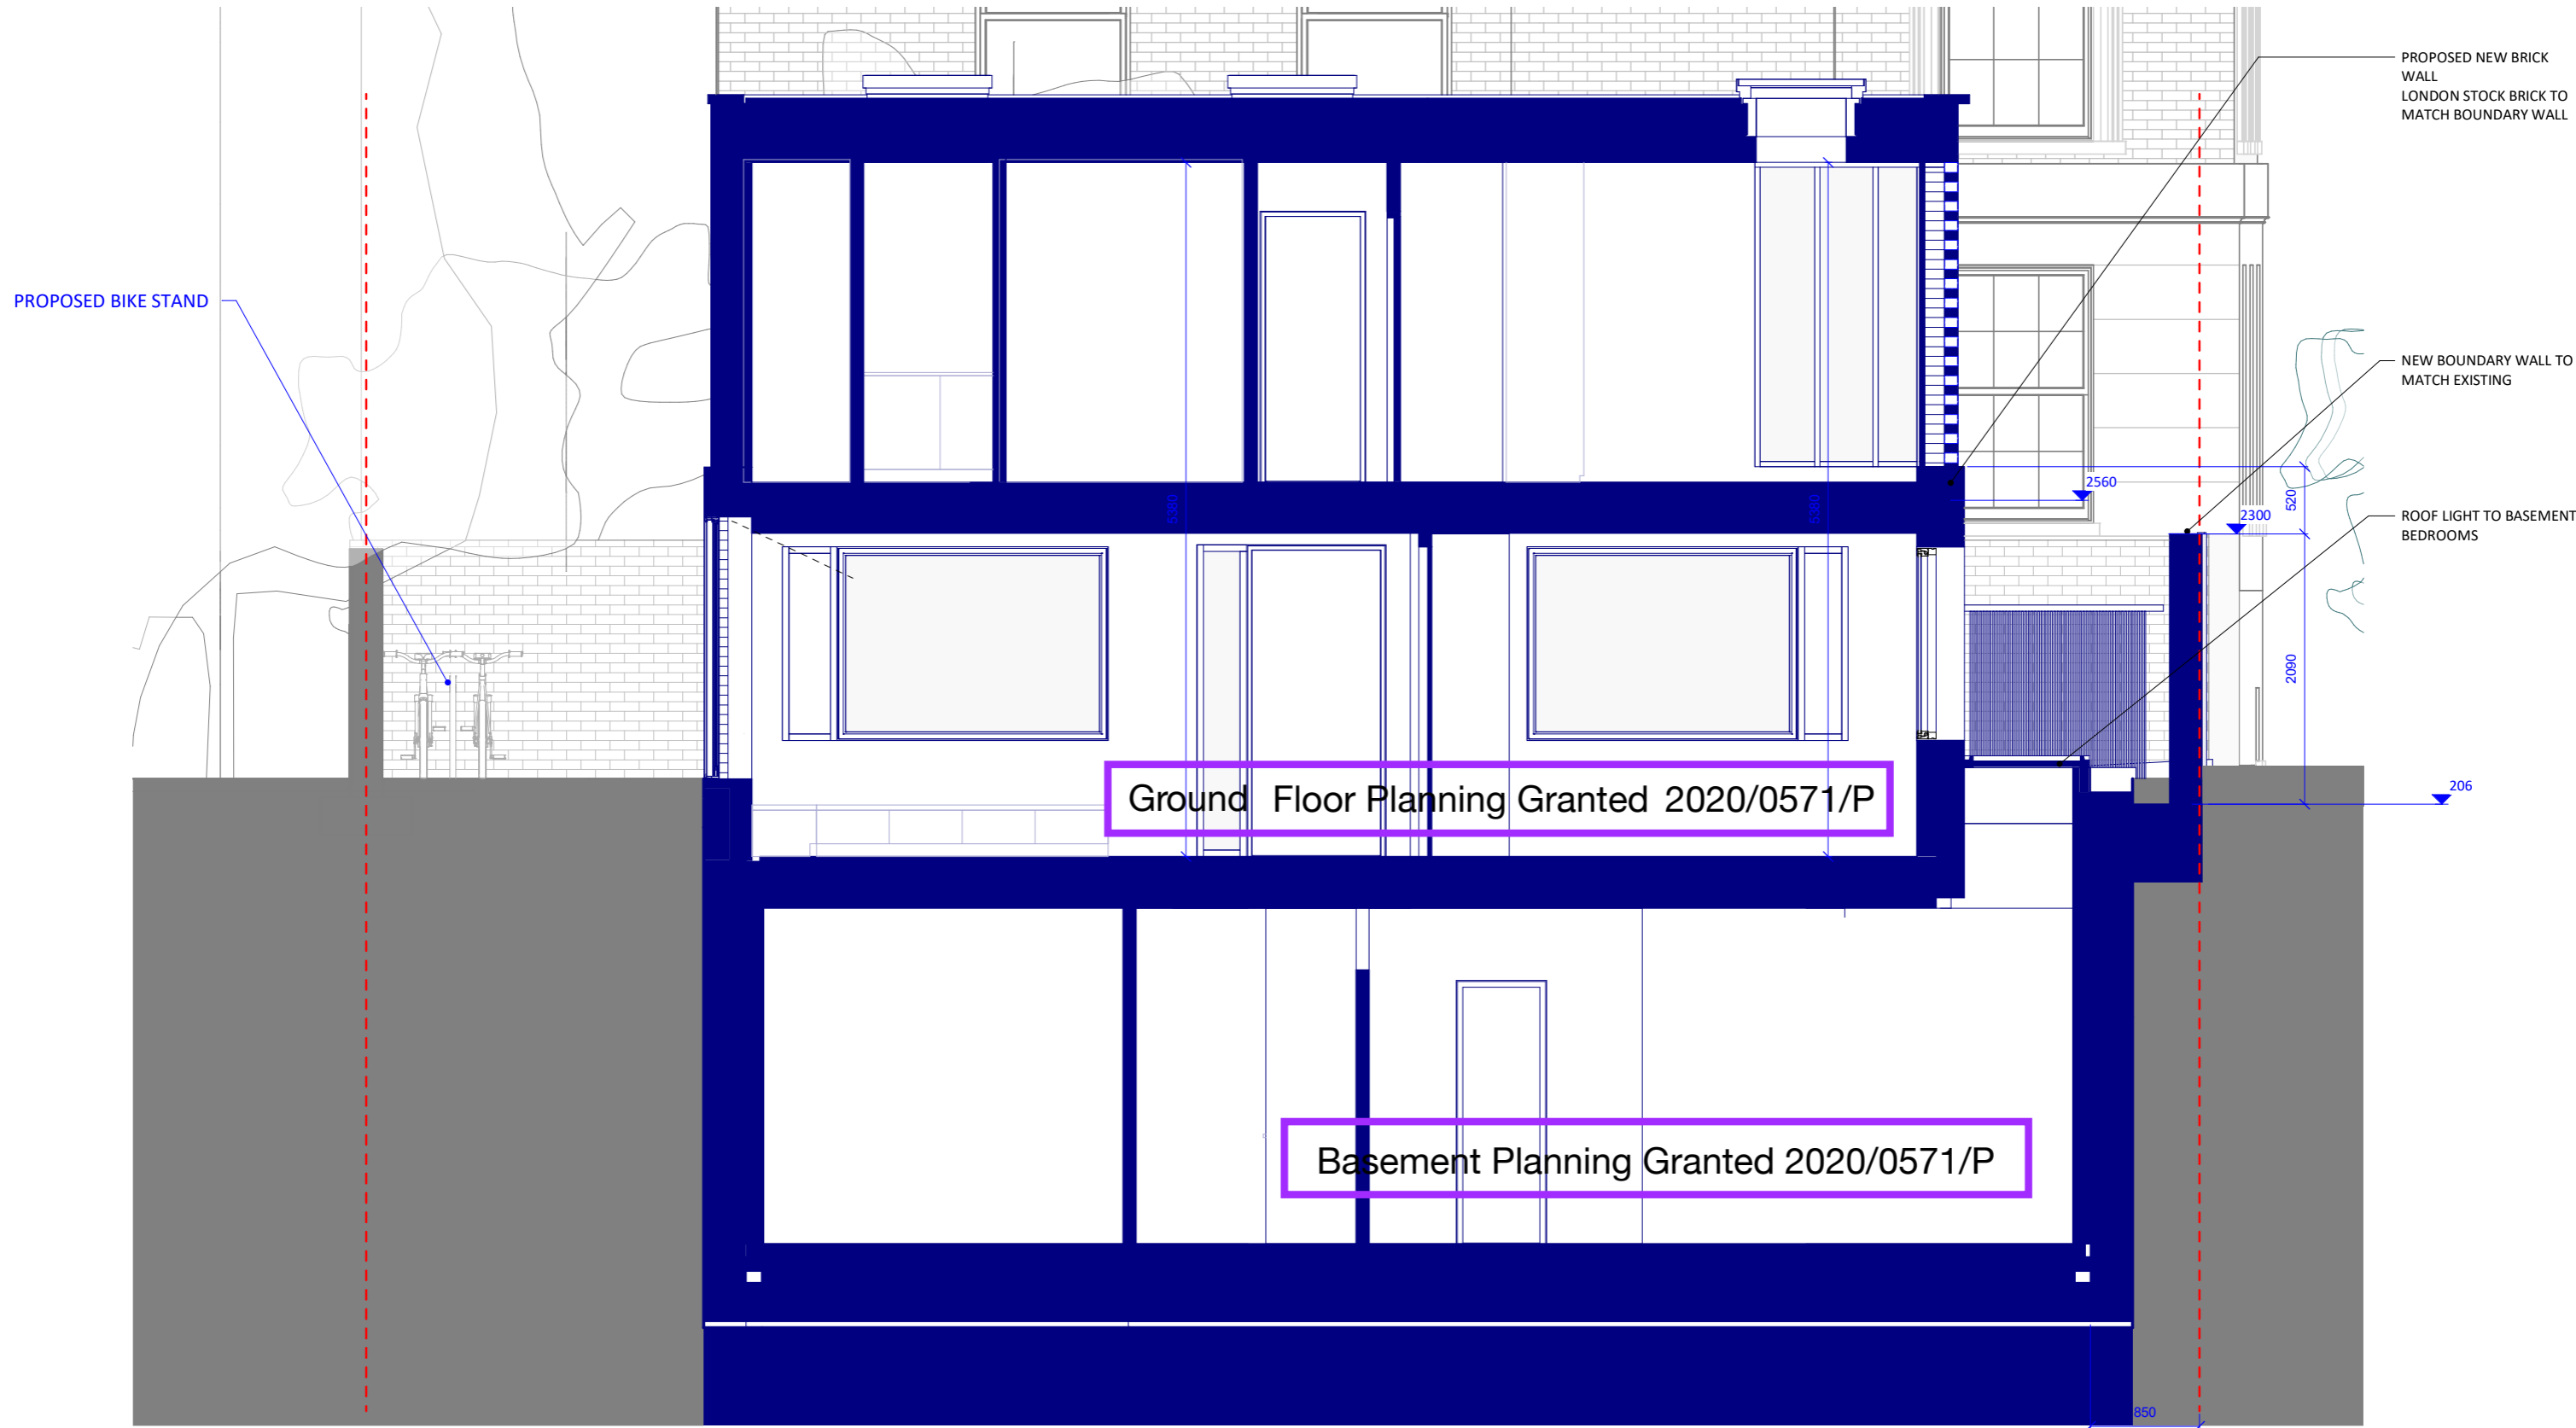 PROPOSED NEW BRICK
WALL
LONDON STOCK BRICK TO
MATCH BOUNDARY WALL
PROPOSED BIKE STAND
NEW BOUNDARY WALL TO
MATCH EXISTING
2560
520
2300
5380
5380
ROOF LIGHT TO BASEMENT
BEDROOMS
2090
206
Ground Floor Planning Granted 2020/0571/P
Basement Planning Granted 2020/0571/P
850